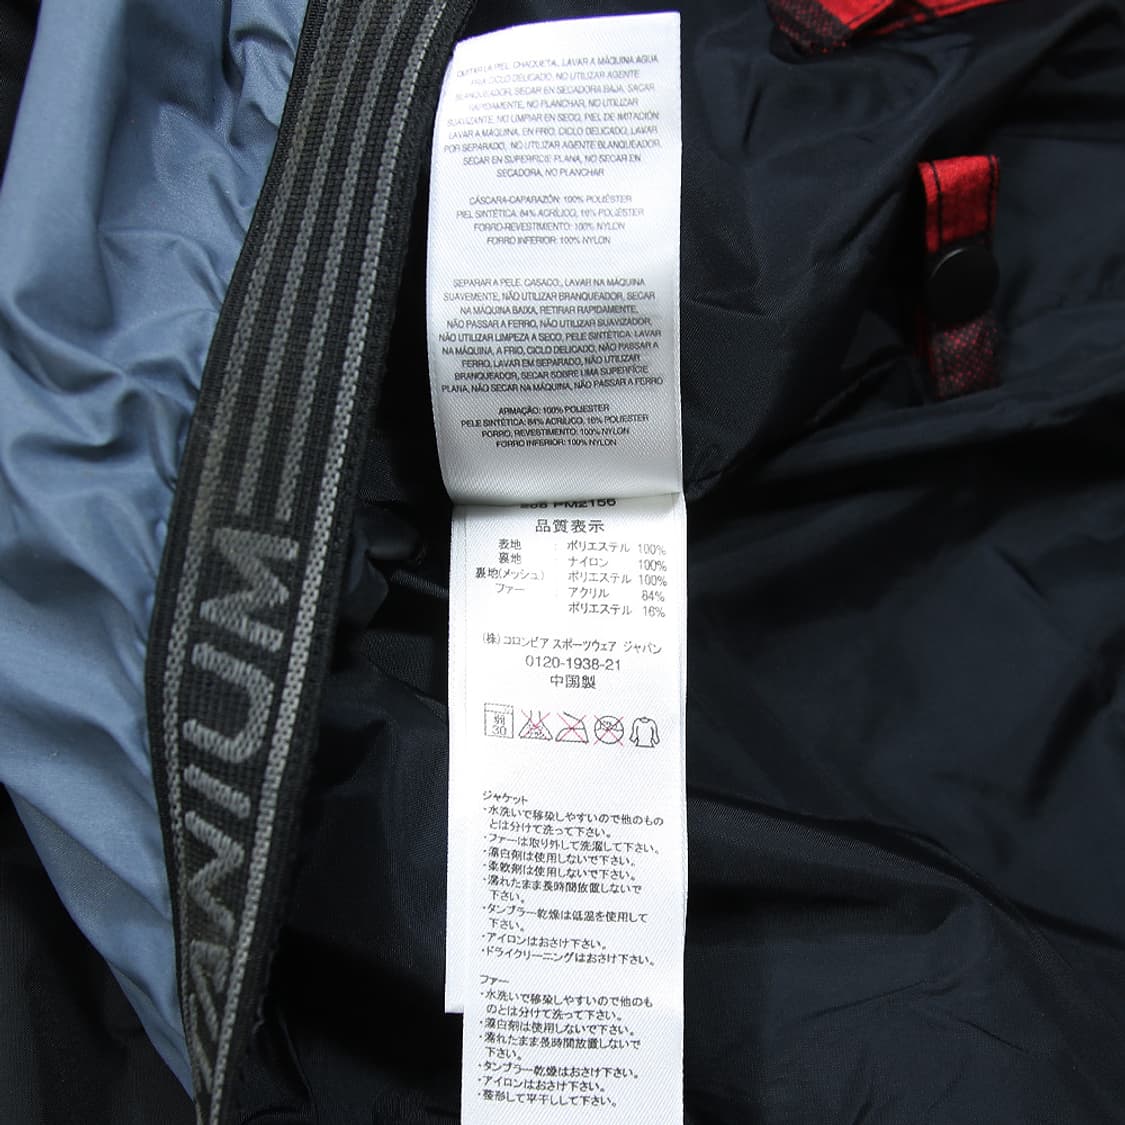 QUITAR LA PIEL. CHAQUETA, LAVAR A MÁQUINA AGUA
FRIA CICLO DELICADO, NO UTILIZAR AGENTE
BLANQUEADOR, SECAR EN SECADORA BAJA, SACAR
RAPIDAMENTE, NO PLANCHAR, NO UTILIZAR
SUAVIZANTE, NO LIMPIAR EN SECO, PIEL DE IMITACIÓN
LAVAR A MAQUINA, EN FRIO, CICLO DELICADO, LAVAR
POR SEPARADO, NO UTILIZAR AGENTE BLANQUEADOR,
SECAR EN SUPERFICIE PLANA, NO SECAR EN
SECADORA, NO PLANCHAR
CÁSCARA-CAPARAZÓN: 100% POLIÉSTER
PIEL SINTÉTICA: 84% ACRÍLICO, 16% POLIÉSTER
FORRO-REVESTIMIENTO: 100% NYLON
FORRO INFERIOR: 100% NYLON
SEPARAR A PELE. CASADO,, LAVAR NA MÁQUINA
SUAVEMENTE, NÃO UTILIZAR BRANQUEADOR, SECAR
NA MÁQUINA BAIXA, RETIRAR RAPIDAMENTE,
NÃO PASSAR A FERRO, NÃO UTILIZAR SUAVIZADOR,
NÃO UTILIZAR LIMPEZA A SECO, PELE SINTÉTICA: LAVAR
NA MÁQUINA, A FRIO, CICLO DELICADO, NÃO PASSAR A
FERRO, LAVAR EM SEPARADO, NÃO UTILIZAR
BRANQUEADOR, SECAR SOBRE UMA SUPERFÍCIE
PLANA, NÃO SECAR NA MÁQUINA, NÃO PASSAR A FERRO
ARMAÇÃO: 100% POLIESTER
PELE SINTÉTICA: 84% ACRÍLICO, 16% POLIESTER
FORRO, REVESTIMENTO: 100% NYLON
FORRO INFERIOR: 100% NYLON
PM2156
品質表示
表地 : ポリエステル 100%
裏地 : ナイロン 100%
裏地(メッシュ) : ポリエステル 100%
ファー : アクリル 84%
ポリエステル 16%
(株)コロンビア スポーツウェア ジャパン
0120-1938-21
中国製
弱
30
ジャケット
・水洗いで移染しやすいので他のもの
とは分けて洗って下さい。
・ファーは取り外して洗濯して下さい。
・漂白剤は使用しないで下さい。
・柔軟剤は使用しないで下さい。
・濡れたまま長時間放置しないで
下さい。
・タンブラー乾燥は低温を使用して
下さい。
・アイロンはおさけ下さい。
・ドライクリーニングはおさけ下さい。
ファー
・水洗いで移染しやすいので他のも
のとは分けて洗って下さい。
・漂白剤は使用しないで下さい。
・濡れたまま長時間放置しないで
下さい。
・タンブラー乾燥はおさけ下さい。
・アイロンはおさけ下さい。
・整形して平干しして下さい。